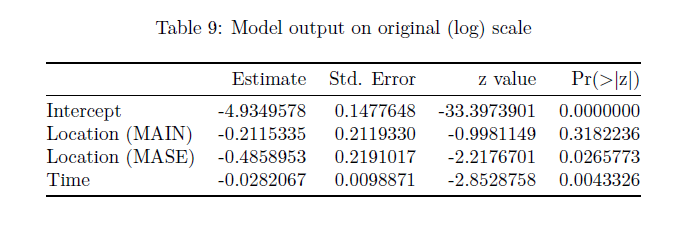 Table 9: Model output on original (log) scale
Estimate Std. Error z value Pr(>|z|)
Intercept -4.9349578 0.1477648 -33.3973901 0.0000000
Location (MAIN) -0.2115335 0.2119330 -0.9981149 0.3182236
Location (MASE) -0.4858953 0.2191017 -2.2176701 0.0265773
Time -0.0282067 0.0098871 -2.8528758 0.0043326